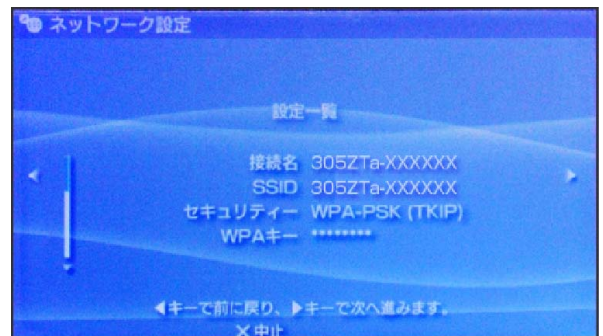 ネットワーク設定
設定一覧
接続名 305ZTa-XXXXXX
SSID 305ZTa-XXXXXX
セキュリティー WPA-PSK (TKIP)
WPAキー ********
◀キーで前に戻り、▶キーで次へ進みます。
✕中止